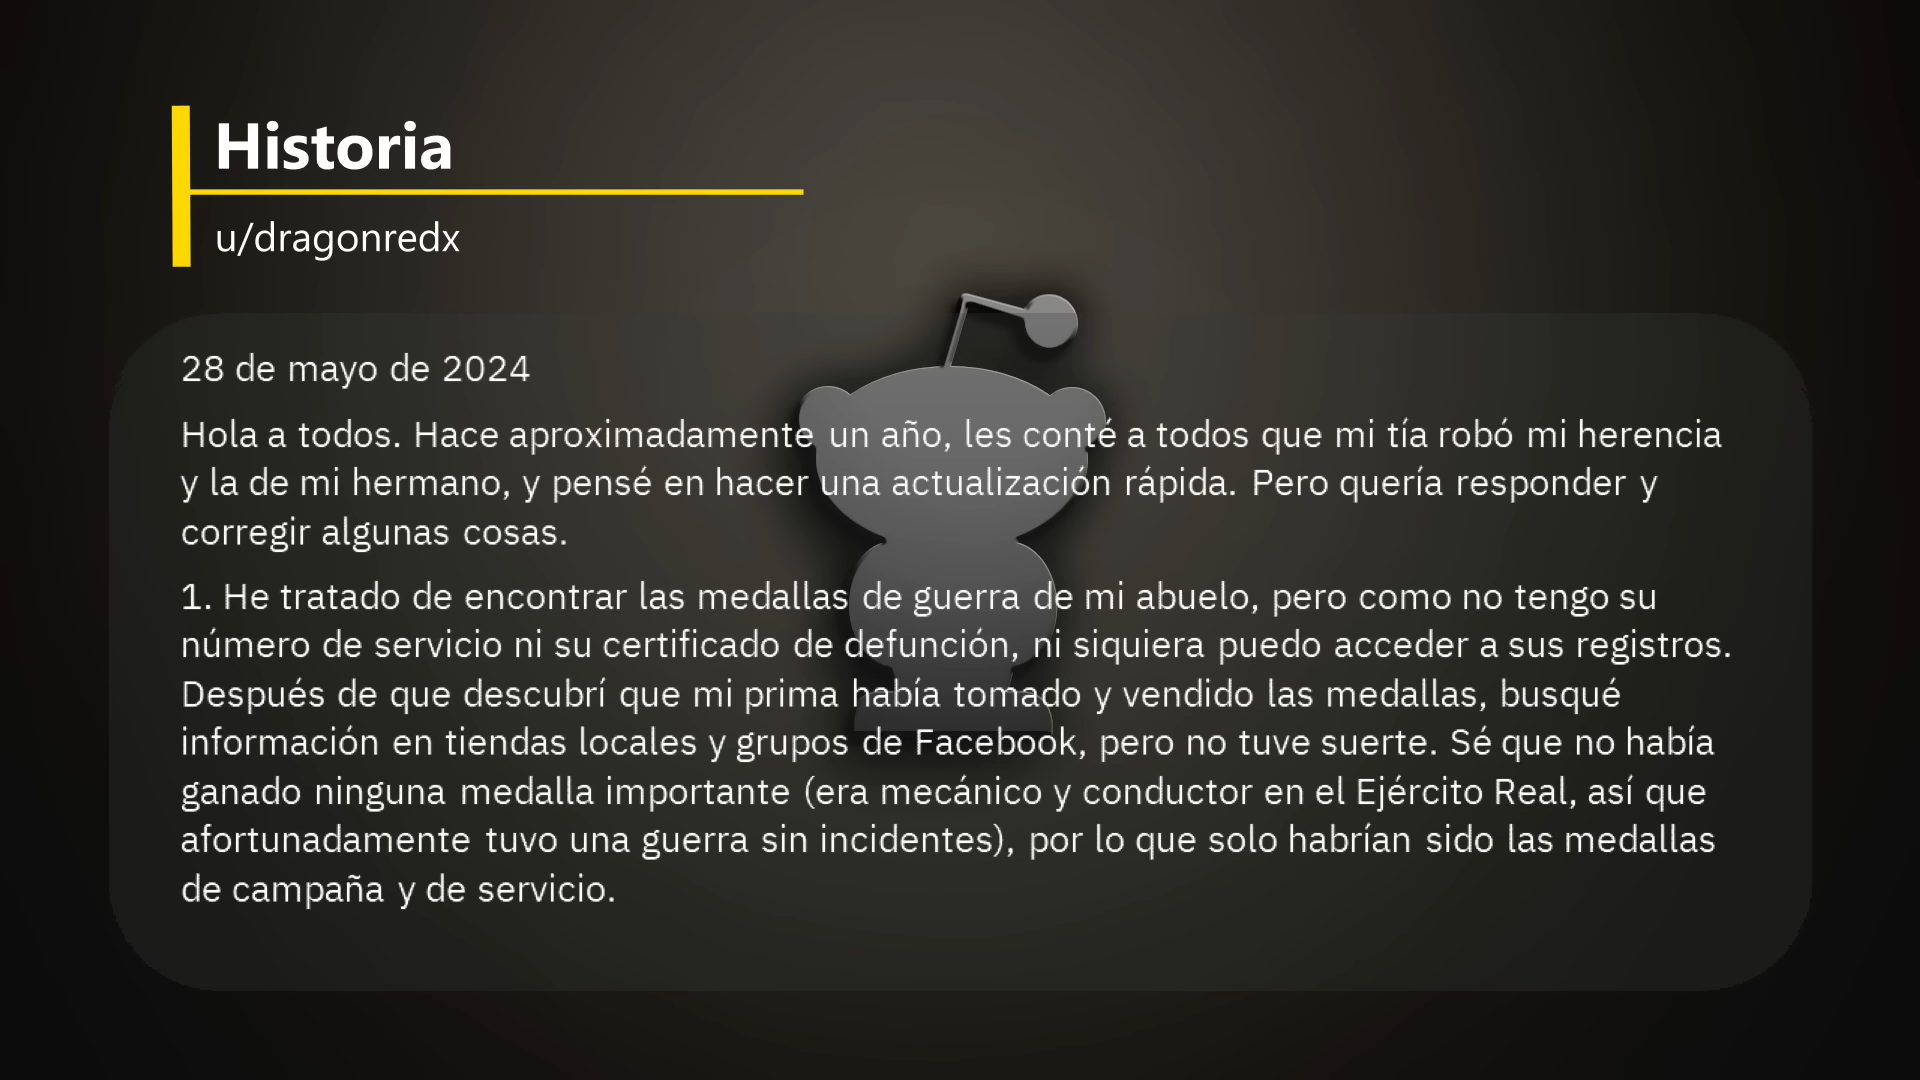 Historia
u/dragonredx
28 de mayo de 2024
Hola a todos. Hace aproximadamente un año, les conté a todos que mi tía robó mi herencia
y la de mi hermano, y pensé en hacer una actualización rápida. Pero quería responder y
corregir algunas cosas.
1. He tratado de encontrar las medallas de guerra de mi abuelo, pero como no tengo su
número de servicio ni su certificado de defunción, ni siquiera puedo acceder a sus registros.
Después de que descubrí que mi prima había tomado y vendido las medallas, busqué
información en tiendas locales y grupos de Facebook, pero no tuve suerte. Sé que no había
ganado ninguna medalla importante (era mecánico y conductor en el Ejército Real, así que
afortunadamente tuvo una guerra sin incidentes), por lo que solo habrían sido las medallas
de campaña y de servicio.